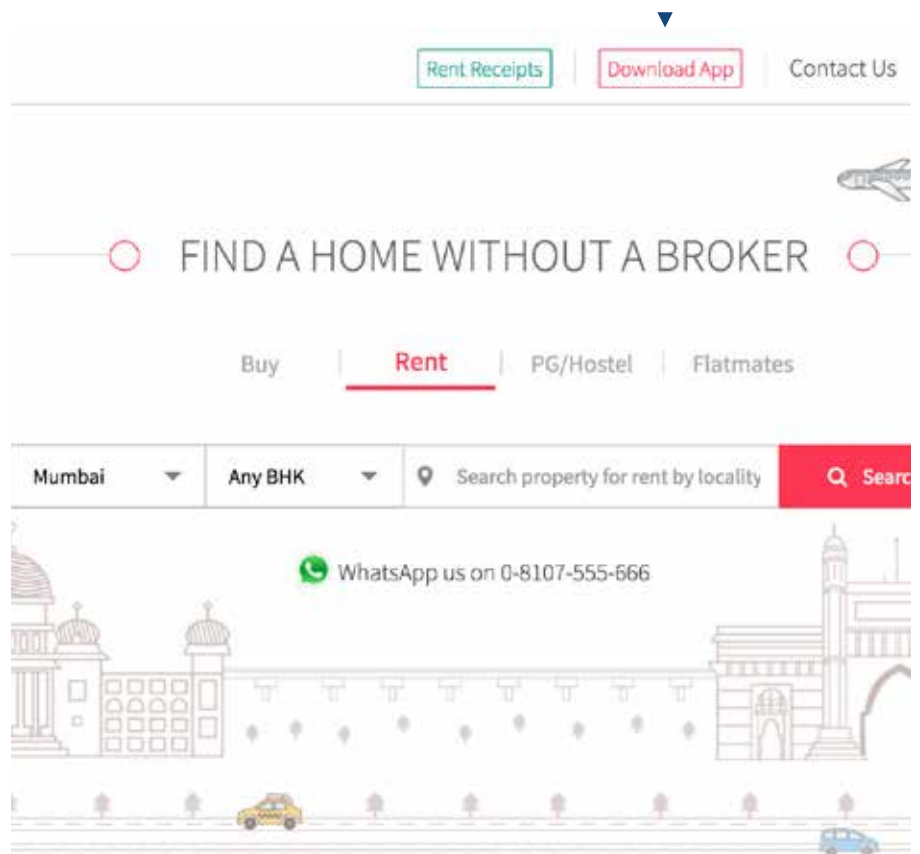 Rent Receipts Download App Contact Us
FIND A HOME WITHOUT A BROKER
Buy Rent PG/Hostel Flatmates
Mumbai Any BHK Search property for rent by locality Searc
WhatsApp us on 0-8107-555-666